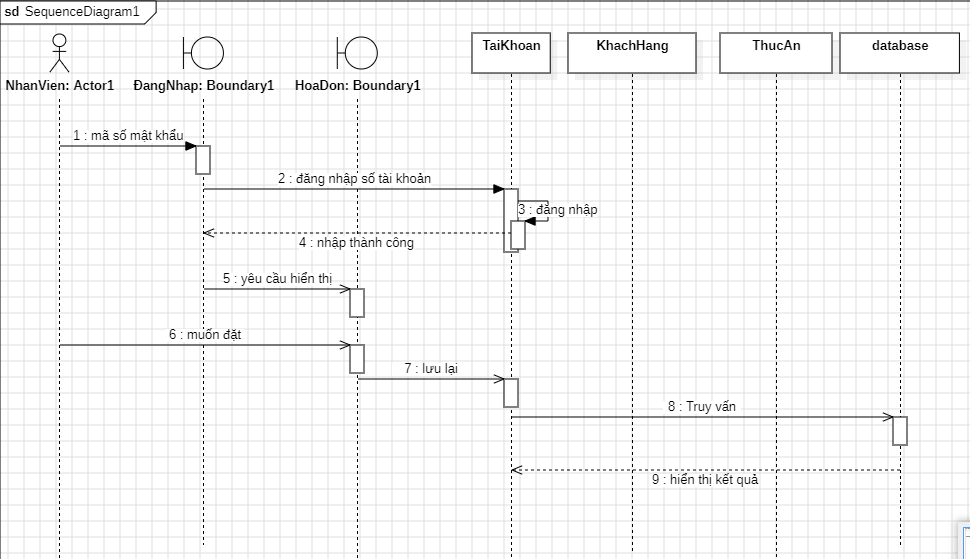 sd SequenceDiagram1
TaiKhoan
KhachHang
ThucAn
database
NhanVien: Actor1
ĐangNhap: Boundary1
HoaDon: Boundary1
1 : mã số mật khẩu
2 : đăng nhập số tài khoản
3 : đăng nhập
4 : nhập thành công
5 : yêu cầu hiển thị
6 : muốn đặt
7 : lưu lại
8 : Truy vấn
9 : hiển thị kết quả